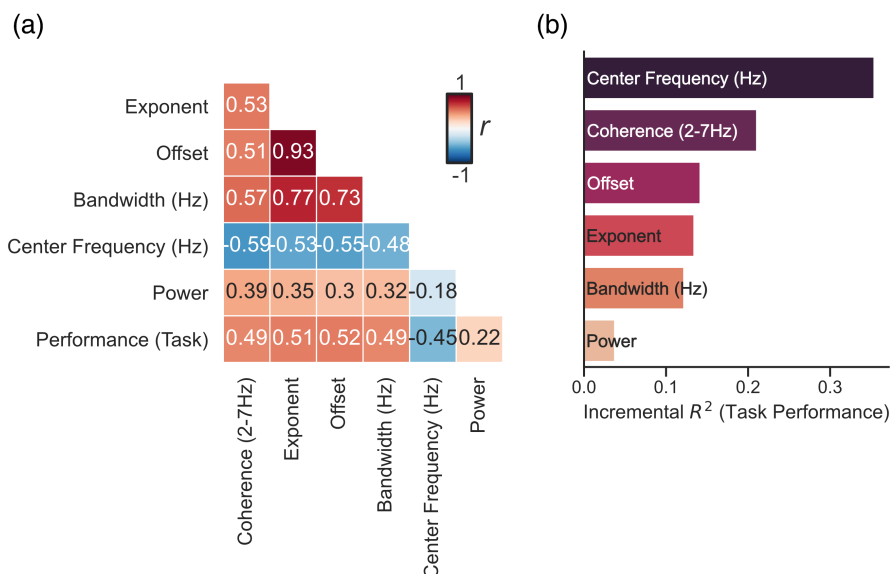 (a)
1
r
-1
Exponent 0.53
Offset 0.51 0.93
Bandwidth (Hz) 0.57 0.77 0.73
Center Frequency (Hz) -0.59 -0.53 -0.55 -0.48
Power 0.39 0.35 0.3 0.32 -0.18
Performance (Task) 0.49 0.51 0.52 0.49 -0.45 0.22
Coherence (2-7Hz)
Exponent
Offset
Bandwidth (Hz)
Center Frequency (Hz)
Power
(b)
Center Frequency (Hz)
Coherence (2-7Hz)
Offset
Exponent
Bandwidth (Hz)
Power
0.0 0.1 0.2 0.3
Incremental R² (Task Performance)